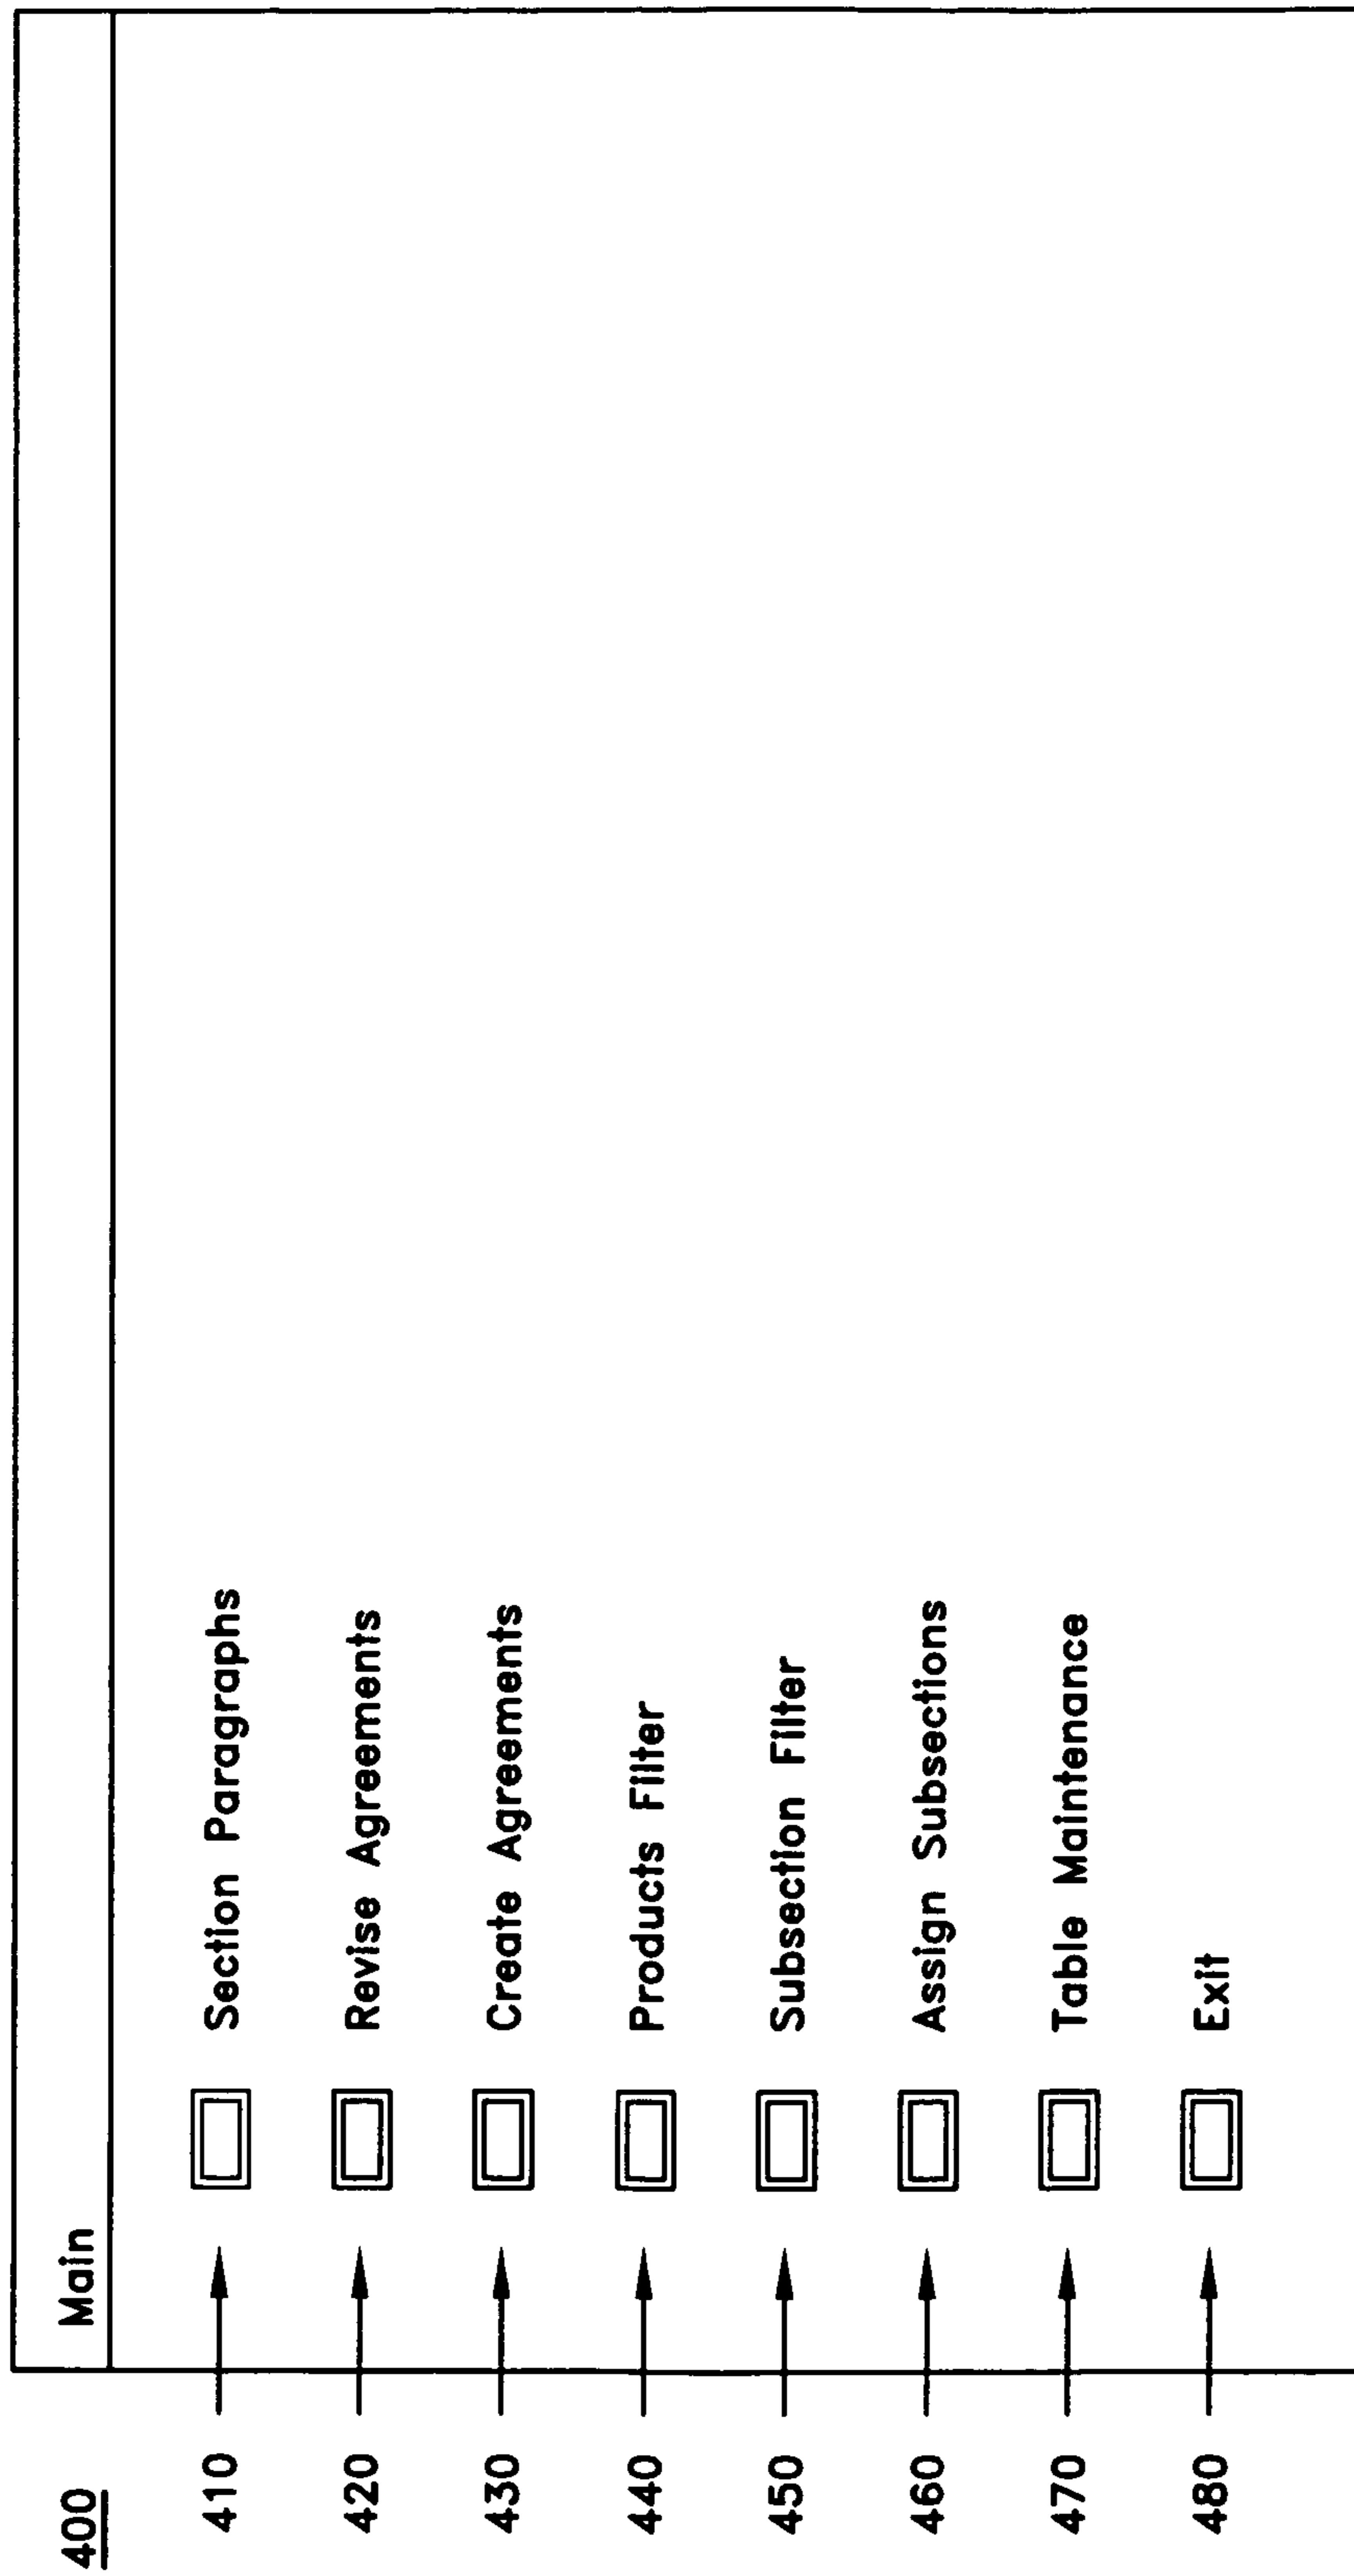 400
Main
410 Section Paragraphs
420 Revise Agreements
430 Create Agreements
440 Products Filter
450 Subsection Filter
460 Assign Subsections
470 Table Maintenance
480 Exit